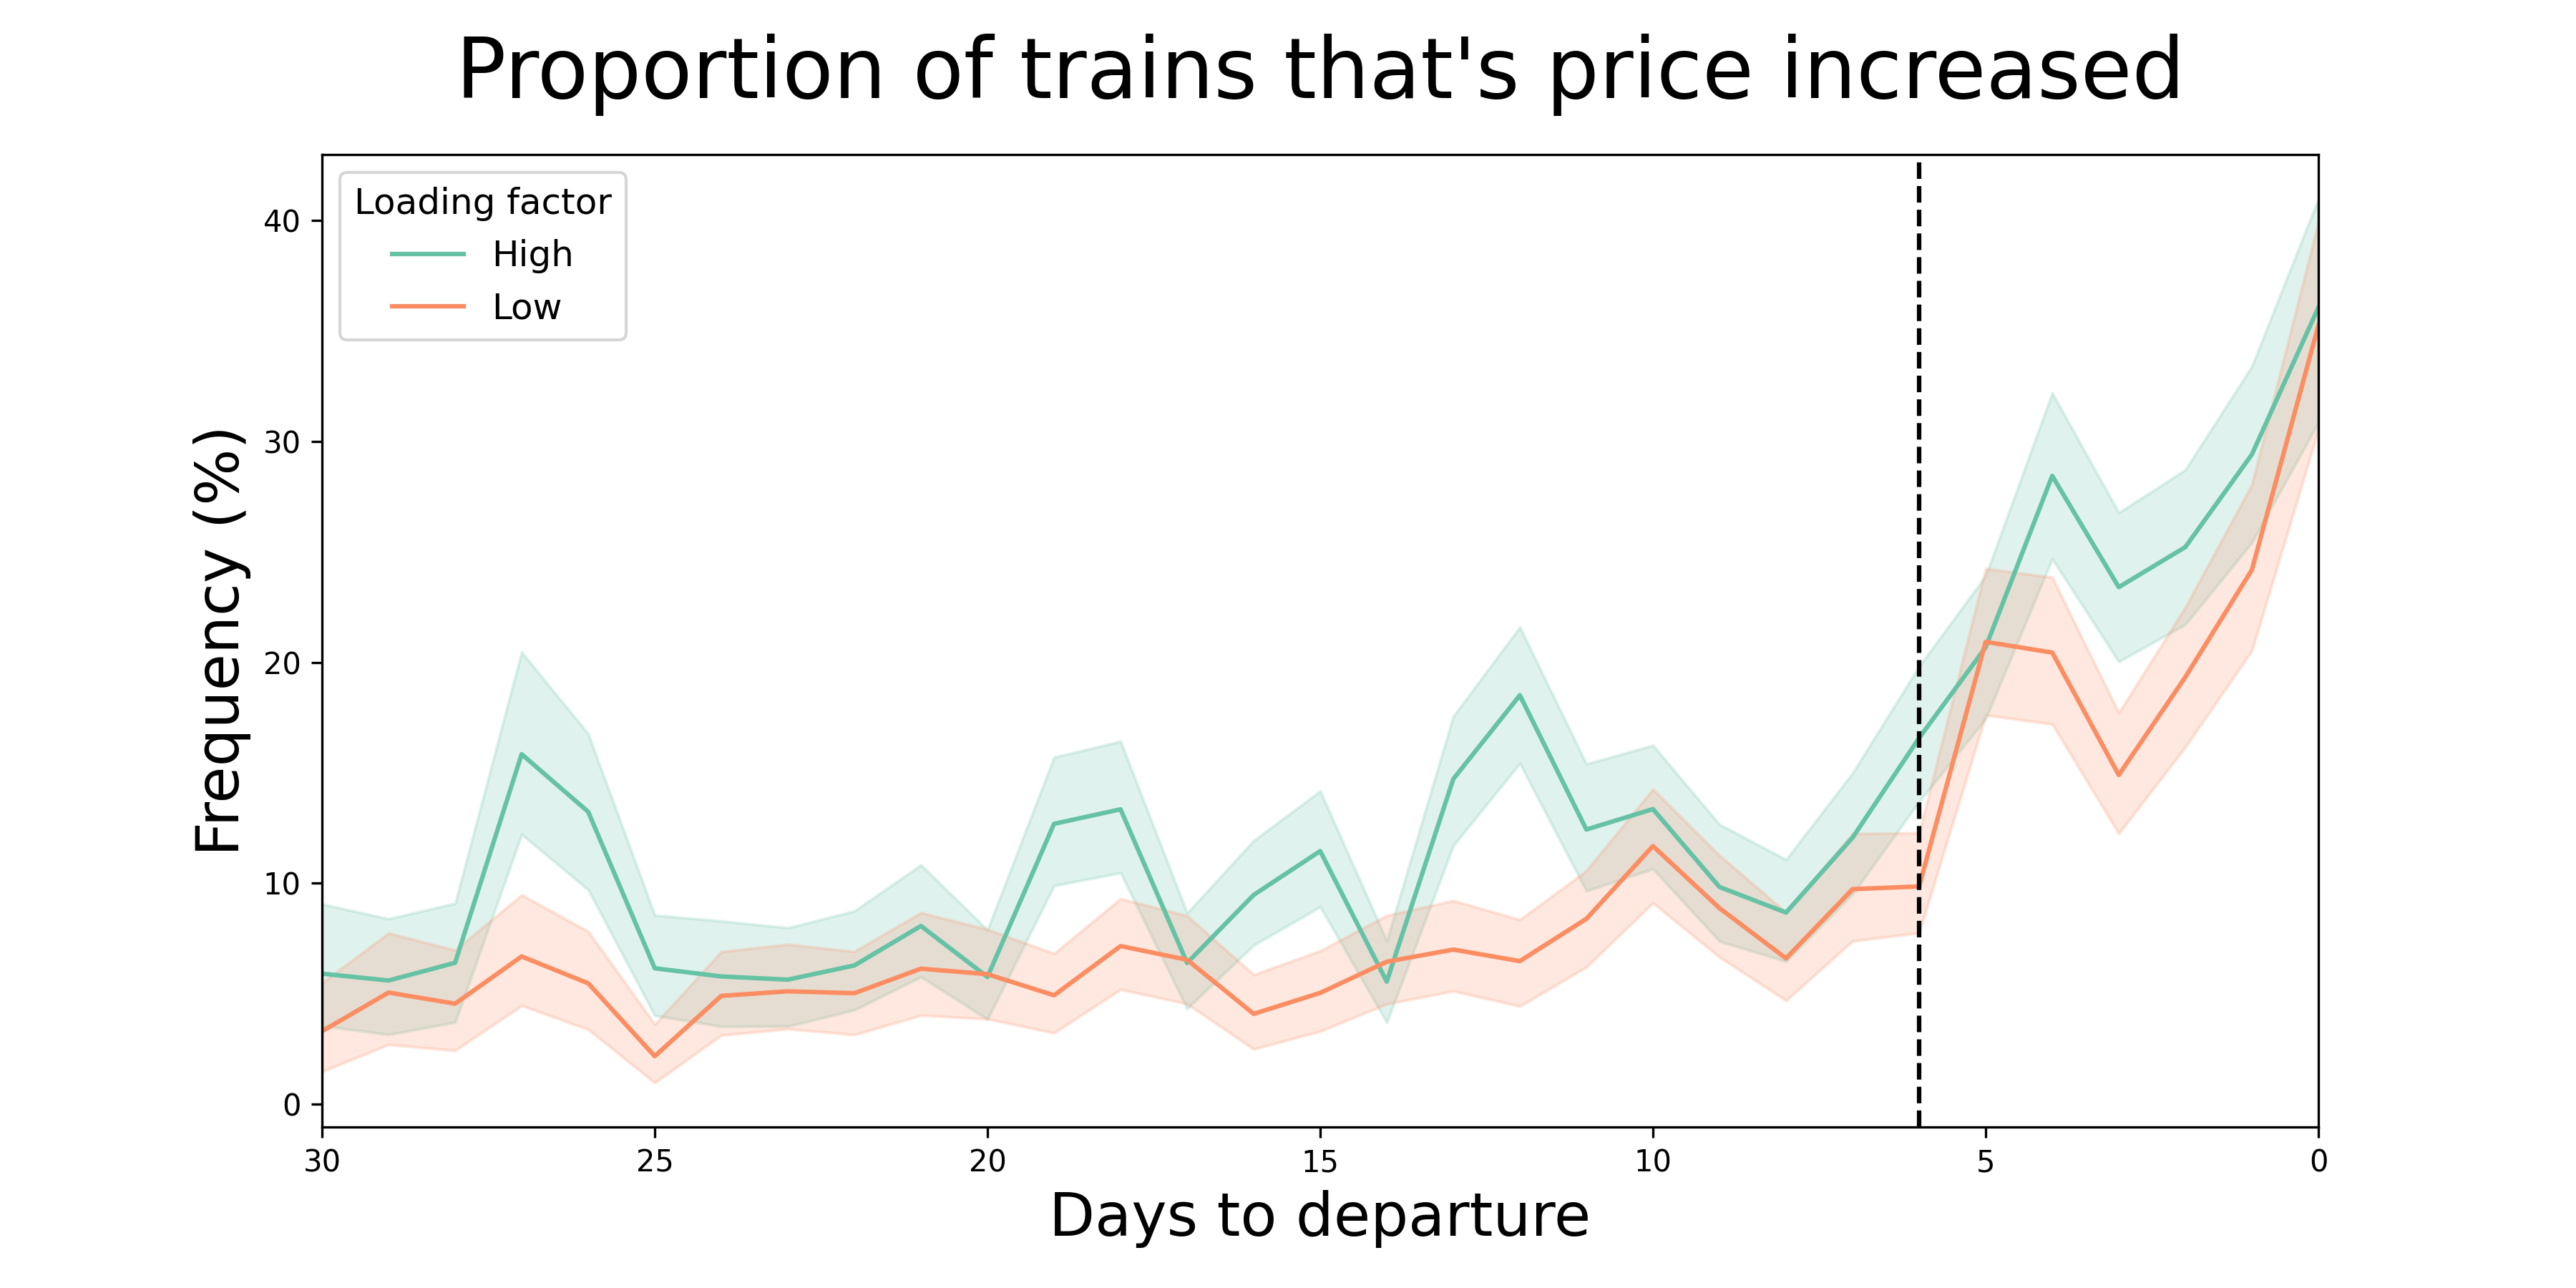 Proportion of trains that's price increased
Loading factor
High
Low
Frequency (%)
40
30
20
10
0
30 25 20 15 10 5 0
Days to departure